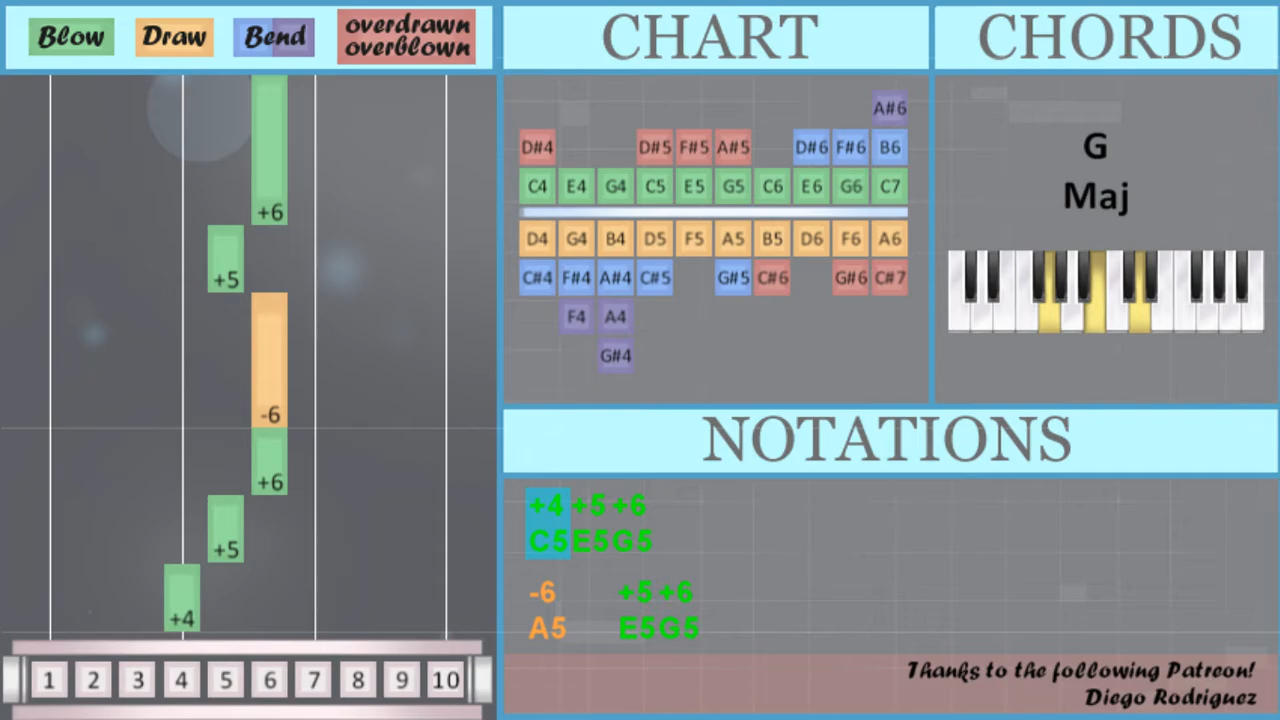 Blow Draw Bend overdrawn
overblown
CHART
CHORDS
+6
+5
-6
+6
+5
+4
1 2 3 4 5 6 7 8 9 10
A#6
D#4 D#5 F#5 A#5 D#6 F#6 B6
C4 E4 G4 C5 E5 G5 C6 E6 G6 C7
D4 G4 B4 D5 F5 A5 B5 D6 F6 A6
C#4 F#4 A#4 C#5 G#5 C#6 G#6 C#7
F4 A4
G#4
G
Maj
NOTATIONS
+4 +5 +6
C5 E5 G5
-6 +5 +6
A5 E5 G5
Thanks to the following Patreon!
Diego Rodriguez